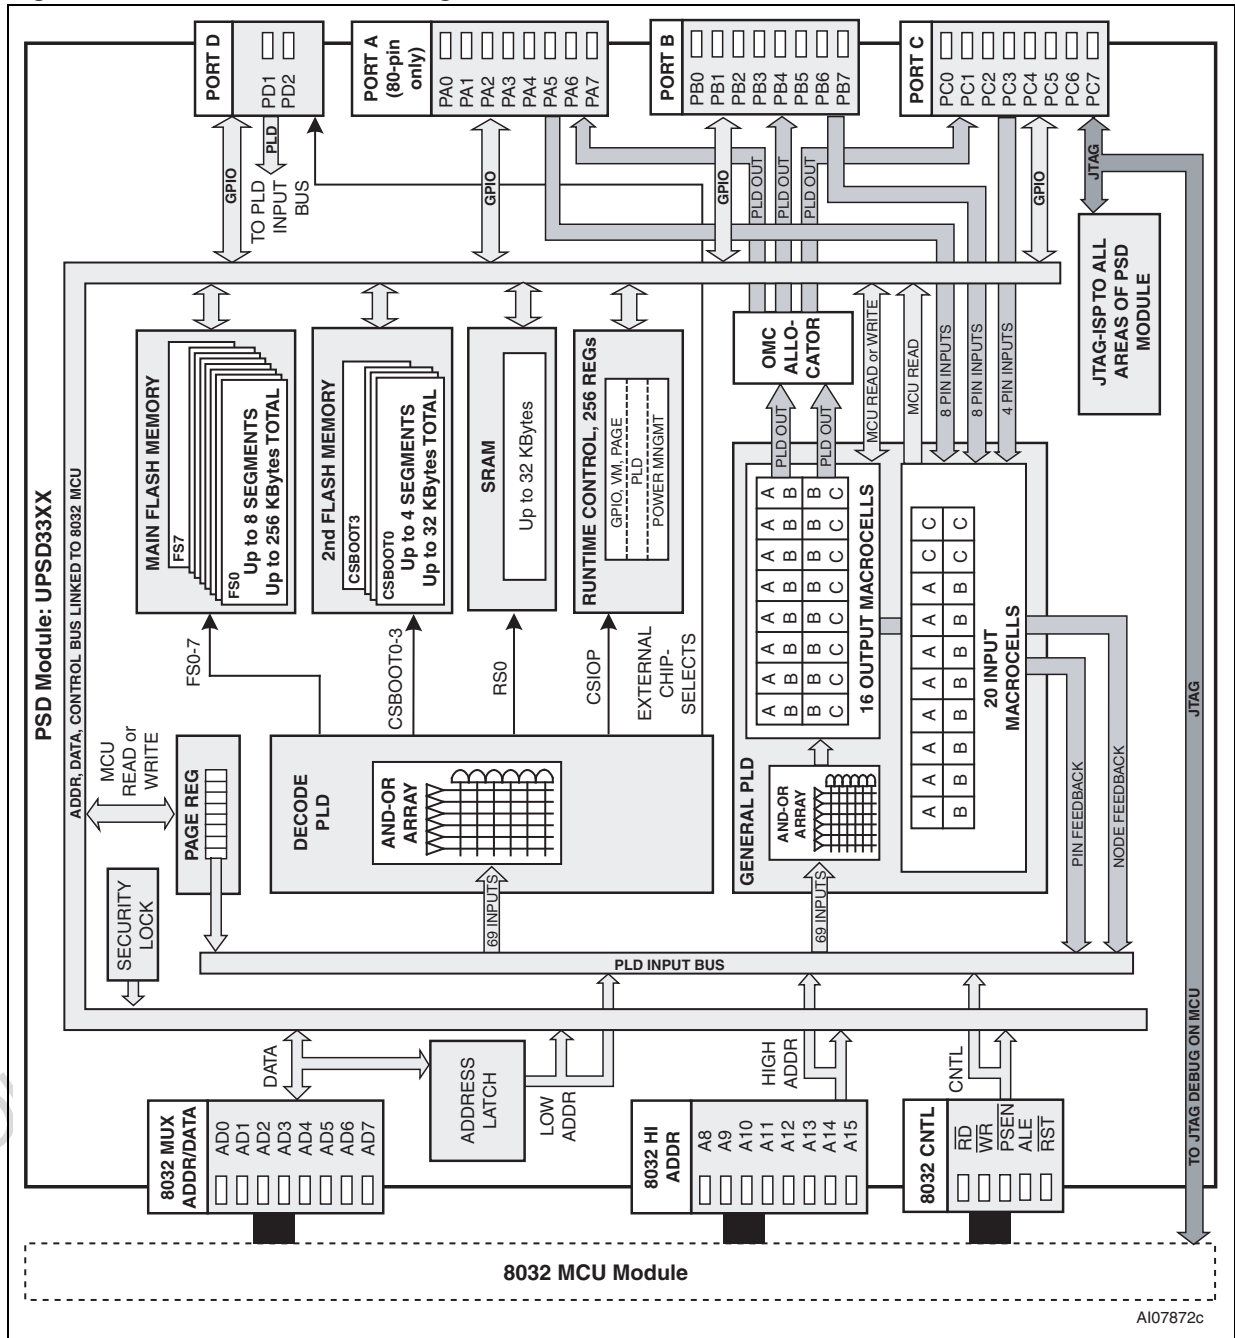 PORT D
PD1
PD2
PORT A
(80-pin
only)
PA0
PA1
PA2
PA3
PA4
PA5
PA6
PA7
PORT B
PB0
PB1
PB2
PB3
PB4
PB5
PB6
PB7
PORT C
PC0
PC1
PC2
PC3
PC4
PC5
PC6
PC7
GPIO
PLD
TO PLD
INPUT
BUS
GPIO
GPIO
PLD OUT
PLD OUT
PLD OUT
GPIO
JTAG
JTAG-ISP TO ALL
AREAS OF PSD
MODULE
PSD Module: UPSD33XX
ADDR, DATA, CONTROL BUS LINKED TO 8032 MCU
MAIN FLASH MEMORY
FS7
FS0
Up to 8 SEGMENTS
Up to 256 KBytes TOTAL
2nd FLASH MEMORY
CSBOOT3
CSBOOT0
Up to 4 SEGMENTS
Up to 32 KBytes TOTAL
SRAM
Up to 32 KBytes
RUNTIME CONTROL, 256 REGs
GPIO, VM, PAGE
PLD
POWER MNGMT
OMC
ALLO-
CATOR
PLD OUT
PLD OUT
MCU READ or WRITE
MCU READ
8 PIN INPUTS
8 PIN INPUTS
4 PIN INPUTS
FS0-7
CSBOOT0-3
RS0
CSIOP
EXTERNAL
CHIP-
SELECTS
MCU
READ or
WRITE
PAGE REG
SECURITY
LOCK
DECODE
PLD
AND-OR
ARRAY
69 INPUTS
GENERAL PLD
AND-OR
ARRAY
69 INPUTS
A A A A A A A A
B B B B B B B B
B B B B B B B B
C C C C C C C C
16 OUTPUT MACROCELLS
A A A A A A A A C C
B B B B B B B B C C
20 INPUT
MACROCELLS
PIN FEEDBACK
NODE FEEDBACK
JTAG
TO JTAG DEBUG ON MCU
PLD INPUT BUS
DATA
ADDRESS
LATCH
LOW
ADDR
HIGH
ADDR
CNTL
8032 MUX
ADDR/DATA
AD0
AD1
AD2
AD3
AD4
AD5
AD6
AD7
8032 HI
ADDR
A8
A9
A10
A11
A12
A13
A14
A15
8032 CNTL
RD
WR
PSEN
ALE
RST
8032 MCU Module
AI07872c